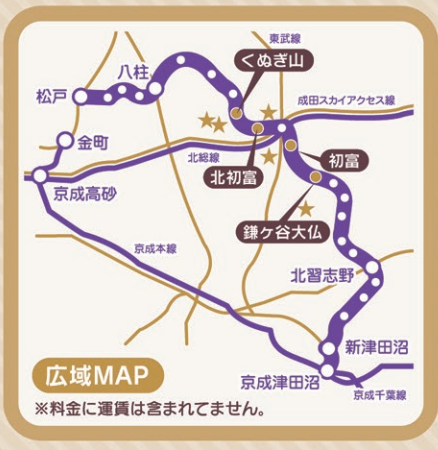 東武線
くぬぎ山
八柱
松戸
成田スカイアクセス線
金町
北総線
初富
北初富
京成高砂
鎌ヶ谷大仏
京成本線
北習志野
新津田沼
広域MAP
京成津田沼
京成千葉線
※料金に運賃は含まれてません。